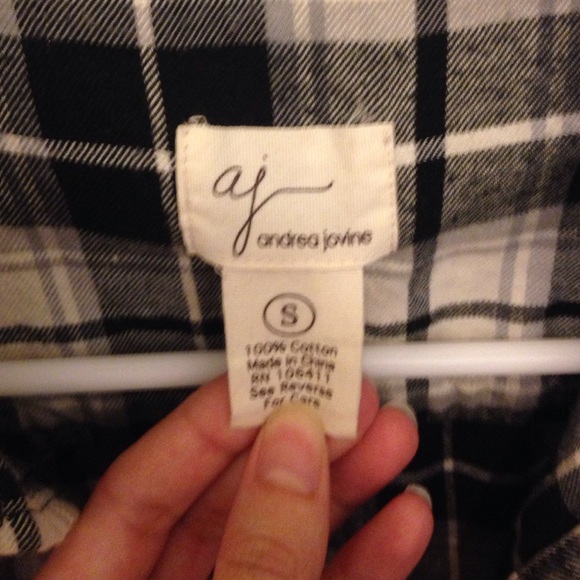 aj
andrea jovine
S
100% Cotton
Made in China
RN 106411
See Reverse
For Care